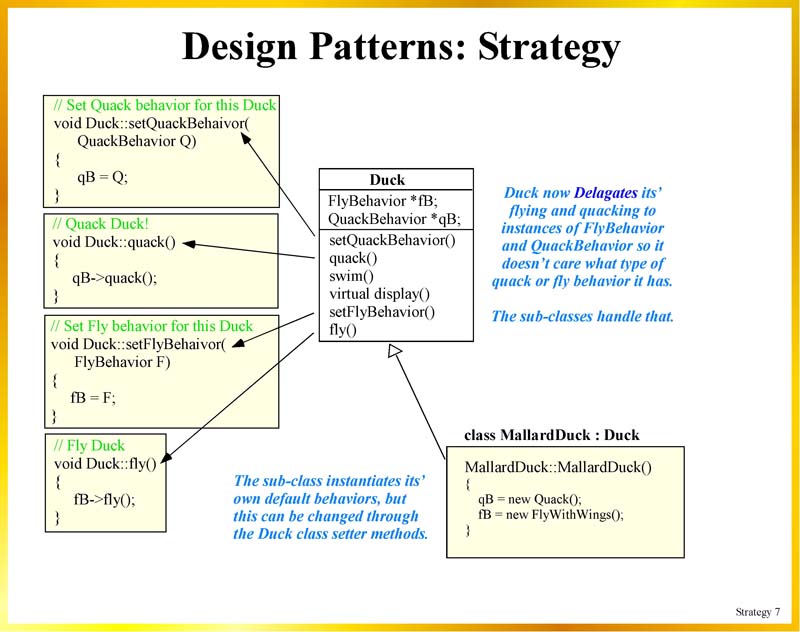 Design Patterns: Strategy
// Set Quack behavior for this Duck
void Duck::setQuackBehaivor(
QuackBehavior Q)
{
qB = Q;
}
// Quack Duck!
void Duck::quack()
{
qB->quack();
}
// Set Fly behavior for this Duck
void Duck::setFlyBehaivor(
FlyBehavior F)
{
fB = F;
}
// Fly Duck
void Duck::fly()
{
fB->fly();
}
Duck
FlyBehavior *fB;
QuackBehavior *qB;
setQuackBehavior()
quack()
swim()
virtual display()
setFlyBehavior()
fly()
Duck now Delagates its’
flying and quacking to
instances of FlyBehavior
and QuackBehavior so it
doesn’t care what type of
quack or fly behavior it has.
The sub-classes handle that.
class MallardDuck : Duck
MallardDuck::MallardDuck()
{
qB = new Quack();
fB = new FlyWithWings();
}
The sub-class instantiates its’
own default behaviors, but
this can be changed through
the Duck class setter methods.
Strategy 7